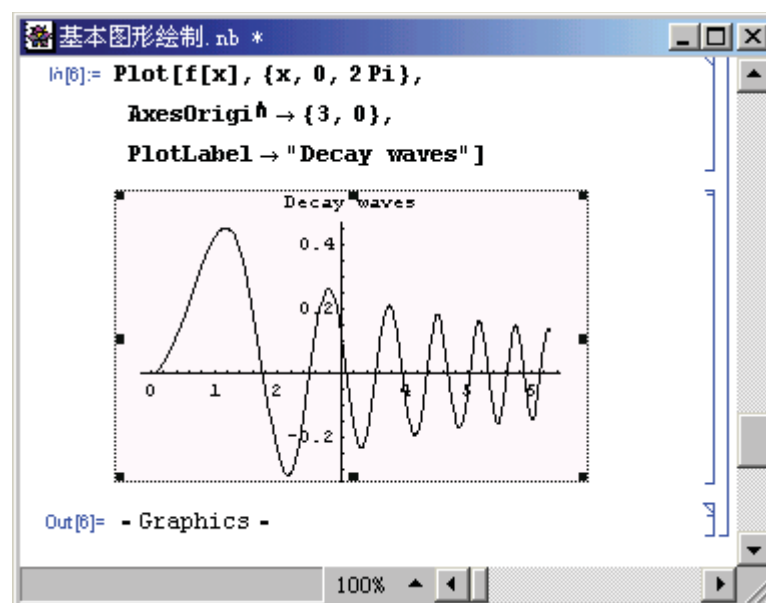 基本图形绘制.nb *
In[6]:= Plot[f[x], {x, 0, 2 Pi},
AxesOrigin → {3, 0},
PlotLabel → "Decay waves"]
Decay waves
0.4
0.2
0 1 2 4 5 6
-0.2
Out[6]= - Graphics -
100%